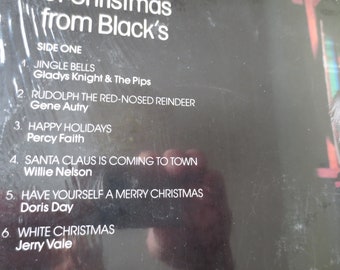 of Christmas
from Black's
SIDE ONE
1. JINGLE BELLS
Gladys Knight & The Pips
2. RUDOLPH THE RED-NOSED REINDEER
Gene Autry
3. HAPPY HOLIDAYS
Percy Faith
4. SANTA CLAUS IS COMING TO TOWN
Willie Nelson
5. HAVE YOURSELF A MERRY CHRISTMAS
Doris Day
6. WHITE CHRISTMAS
Jerry Vale